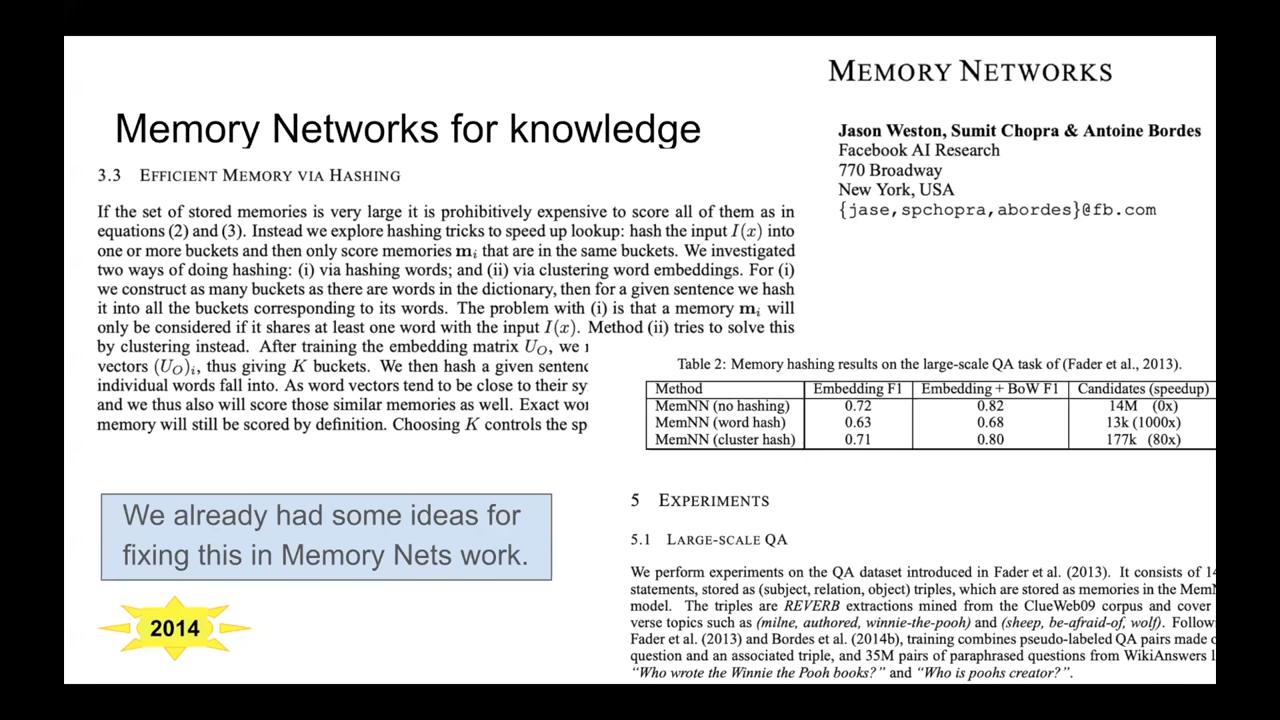 MEMORY NETWORKS
Memory Networks for knowledge
Jason Weston, Sumit Chopra & Antoine Bordes
Facebook AI Research
770 Broadway
New York, USA
{jase,spchopra,abordes}@fb.com
3.3 EFFICIENT MEMORY VIA HASHING
If the set of stored memories is very large it is prohibitively expensive to score all of them as in
equations (2) and (3). Instead we explore hashing tricks to speed up lookup: hash the input I(x) into
one or more buckets and then only score memories mᵢ that are in the same buckets. We investigated
two ways of doing hashing: (i) via hashing words; and (ii) via clustering word embeddings. For (i)
we construct as many buckets as there are words in the dictionary, then for a given sentence we hash
it into all the buckets corresponding to its words. The problem with (i) is that a memory mᵢ will
only be considered if it shares at least one word with the input I(x). Method (ii) tries to solve this
by clustering instead. After training the embedding matrix U_O, we
vectors (U_O)ᵢ, thus giving K buckets. We then hash a given sentenc
individual words fall into. As word vectors tend to be close to their sy
and we thus also will score those similar memories as well. Exact wor
memory will still be scored by definition. Choosing K controls the sp
Table 2: Memory hashing results on the large-scale QA task of (Fader et al., 2013).
Method Embedding F1 Embedding + BoW F1 Candidates (speedup)
MemNN (no hashing) 0.72 0.82 14M (0x)
MemNN (word hash) 0.63 0.68 13k (1000x)
MemNN (cluster hash) 0.71 0.80 177k (80x)
We already had some ideas for
fixing this in Memory Nets work.
2014
5 EXPERIMENTS
5.1 LARGE-SCALE QA
We perform experiments on the QA dataset introduced in Fader et al. (2013). It consists of 14
statements, stored as (subject, relation, object) triples, which are stored as memories in the Mem
model. The triples are REVERB extractions mined from the ClueWeb09 corpus and cover
verse topics such as (milne, authored, winnie-the-pooh) and (sheep, be-afraid-of, wolf). Follow
Fader et al. (2013) and Bordes et al. (2014b), training combines pseudo-labeled QA pairs made
question and an associated triple, and 35M pairs of paraphrased questions from WikiAnswers
"Who wrote the Winnie the Pooh books?" and "Who is poohs creator?".